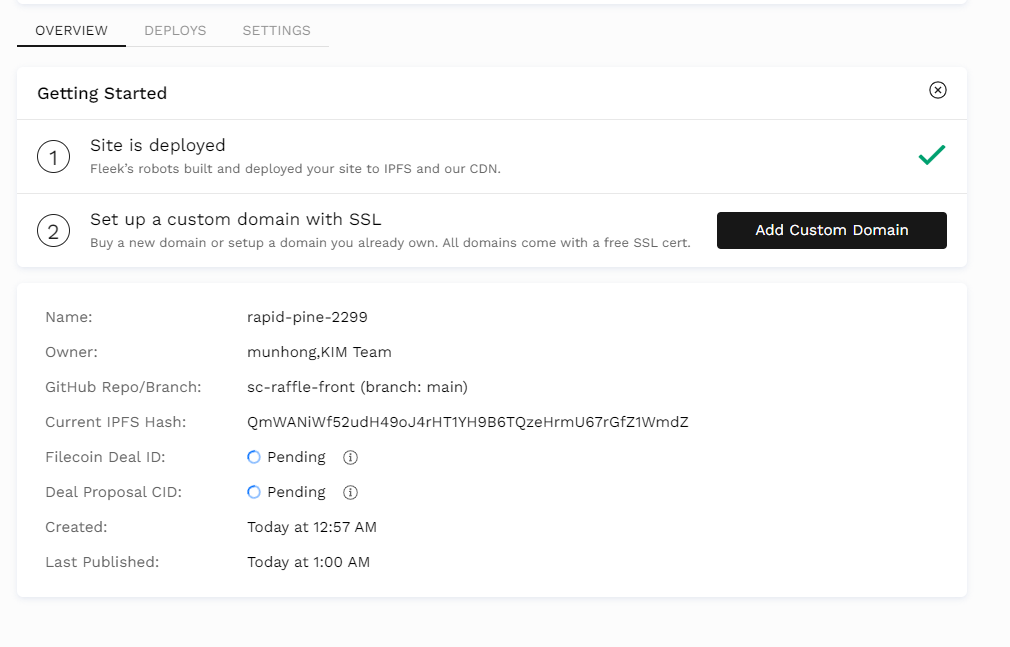 OVERVIEW DEPLOYS SETTINGS
Getting Started
1 Site is deployed
Fleek’s robots built and deployed your site to IPFS and our CDN.
2 Set up a custom domain with SSL
Buy a new domain or setup a domain you already own. All domains come with a free SSL cert.
Add Custom Domain
Name: rapid-pine-2299
Owner: munhong,KIM Team
GitHub Repo/Branch: sc-raffle-front (branch: main)
Current IPFS Hash: QmWANiWf52udH49oJ4rHT1YH9B6TQzeHrmU67rGfZ1WmdZ
Filecoin Deal ID: Pending
Deal Proposal CID: Pending
Created: Today at 12:57 AM
Last Published: Today at 1:00 AM